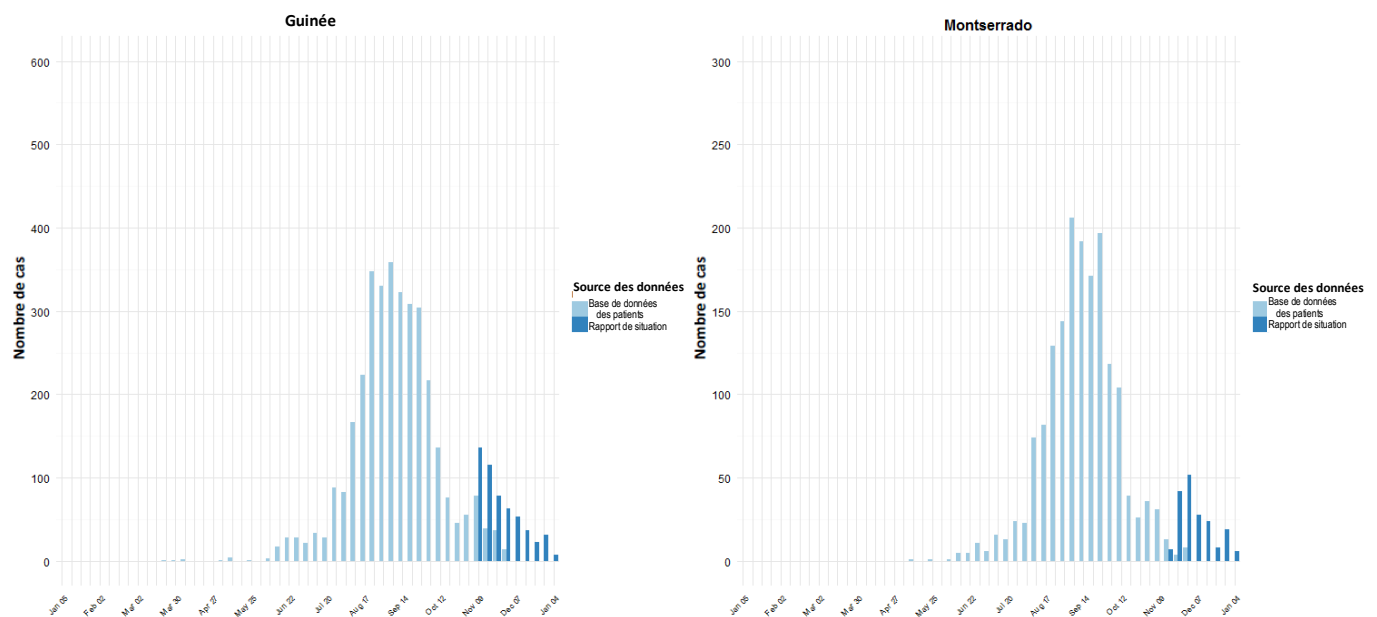 Guinée
600
500
400
300
200
100
0
Nombre de cas
Jan 05
Feb 02
Mar 02
Mar 30
Apr 27
May 25
Jun 22
Jul 20
Aug 17
Sep 14
Oct 12
Nov 09
Dec 07
Jan 04
Source des données
Base de données
des patients
Rapport de situation
Montserrado
300
250
200
150
100
50
0
Nombre de cas
Jan 05
Feb 02
Mar 02
Mar 30
Apr 27
May 25
Jun 22
Jul 20
Aug 17
Sep 14
Oct 12
Nov 09
Dec 07
Jan 04
Source des données
Base de données
des patients
Rapport de situation